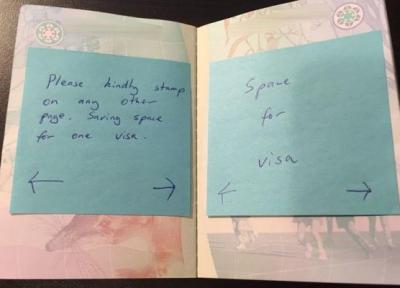 Please kindly stamp
on any other
page. Saving space
for one visa.
← →
Space
for
visa
← →